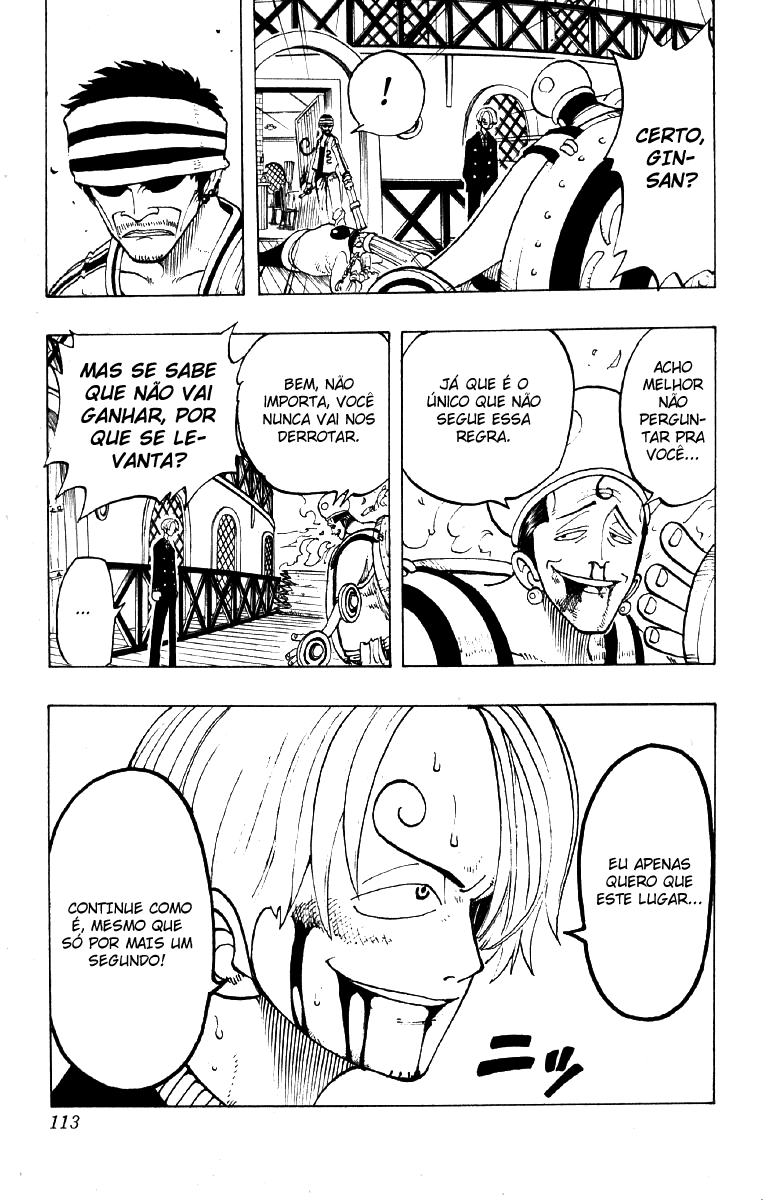 CERTO,
GIN-
SAN?
!
ACHO
MELHOR
NÃO
PERGUN-
TAR PRA
VOCÊ...
JÁ QUE É O
ÚNICO QUE NÃO
SEGUE ESSA
REGRA.
BEM, NÃO
IMPORTA, VOCÊ
NUNCA VAI NOS
DERROTAR.
MAS SE SABE
QUE NÃO VAI
GANHAR, POR
QUE SE LE-
VANTA?
...
EU APENAS
QUERO QUE
ESTE LUGAR...
CONTINUE COMO
É, MESMO QUE
SÓ POR MAIS UM
SEGUNDO!
ニッ
113